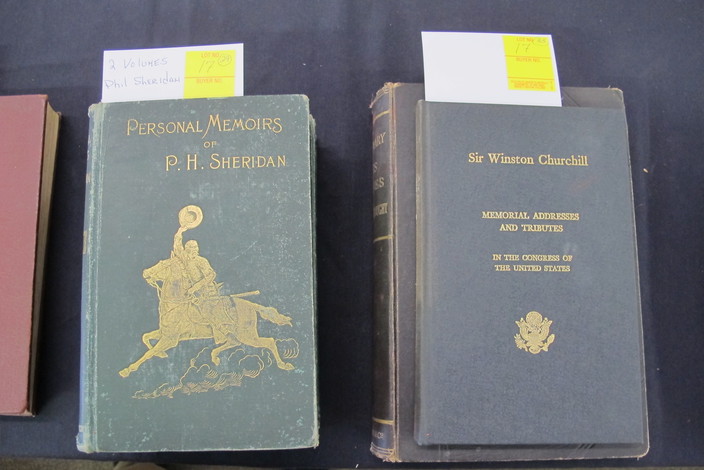 2 Volumes
Phil Sheridan
PERSONAL MEMOIRS
OF
P. H. SHERIDAN
17
Sir Winston Churchill
MEMORIAL ADDRESSES
AND TRIBUTES
IN THE CONGRESS OF
THE UNITED STATES